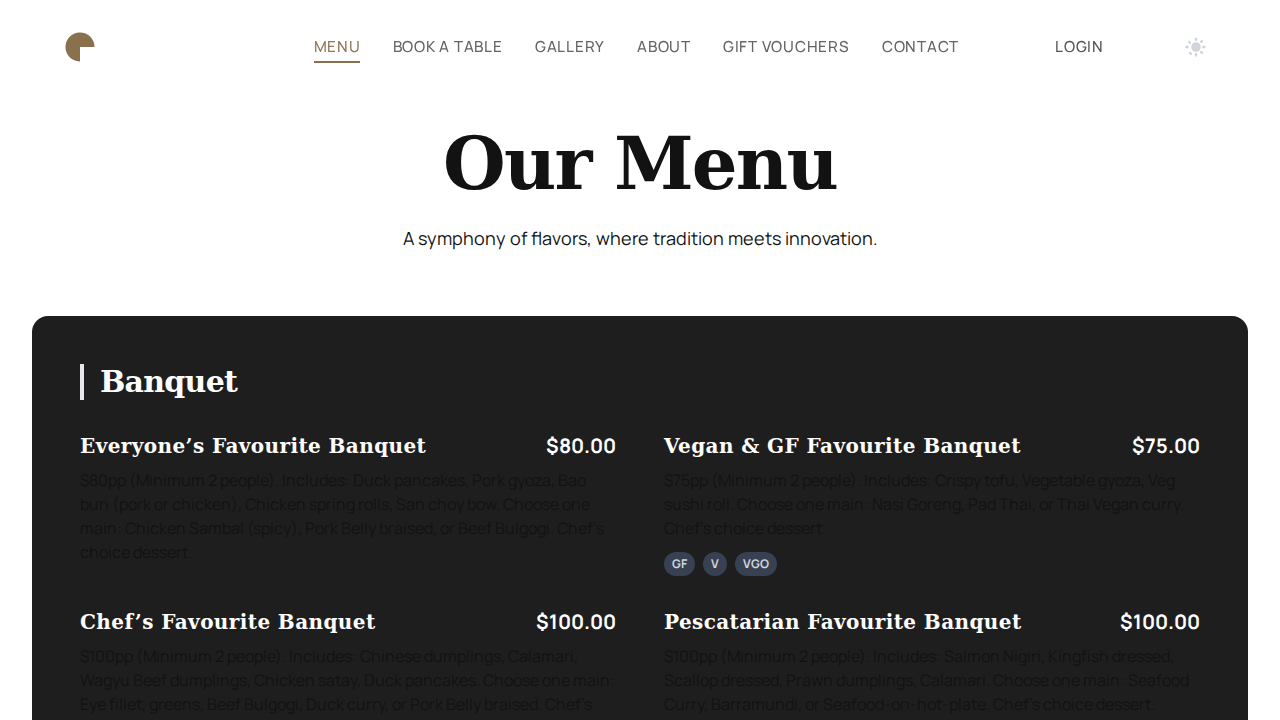 MENU BOOK A TABLE GALLERY ABOUT GIFT VOUCHERS CONTACT LOGIN
Our Menu
A symphony of flavors, where tradition meets innovation.
Banquet
Everyone’s Favourite Banquet $80.00
$80pp (Minimum 2 people). Includes: Duck pancakes, Pork gyoza, Bao
bun (pork or chicken), Chicken spring rolls, San choy bow. Choose one
main: Chicken Sambal (spicy), Pork Belly braised, or Beef Bulgogi. Chef’s
choice dessert.
Vegan & GF Favourite Banquet $75.00
$75pp (Minimum 2 people). Includes: Crispy tofu, Vegetable gyoza, Veg
sushi roll. Choose one main: Nasi Goreng, Pad Thai, or Thai Vegan curry.
Chef’s choice dessert.
GF V VGO
Chef’s Favourite Banquet $100.00
$100pp (Minimum 2 people). Includes: Chinese dumplings, Calamari,
Wagyu Beef dumplings, Chicken satay, Duck pancakes. Choose one main:
Eye fillet, greens, Beef Bulgogi, Duck curry, or Pork Belly braised. Chef’s
Pescatarian Favourite Banquet $100.00
$100pp (Minimum 2 people). Includes: Salmon Nigiri, Kingfish dressed,
Scallop dressed, Prawn dumplings, Calamari. Choose one main: Seafood
Curry, Barramundi, or Seafood-on-hot-plate. Chef’s choice dessert.